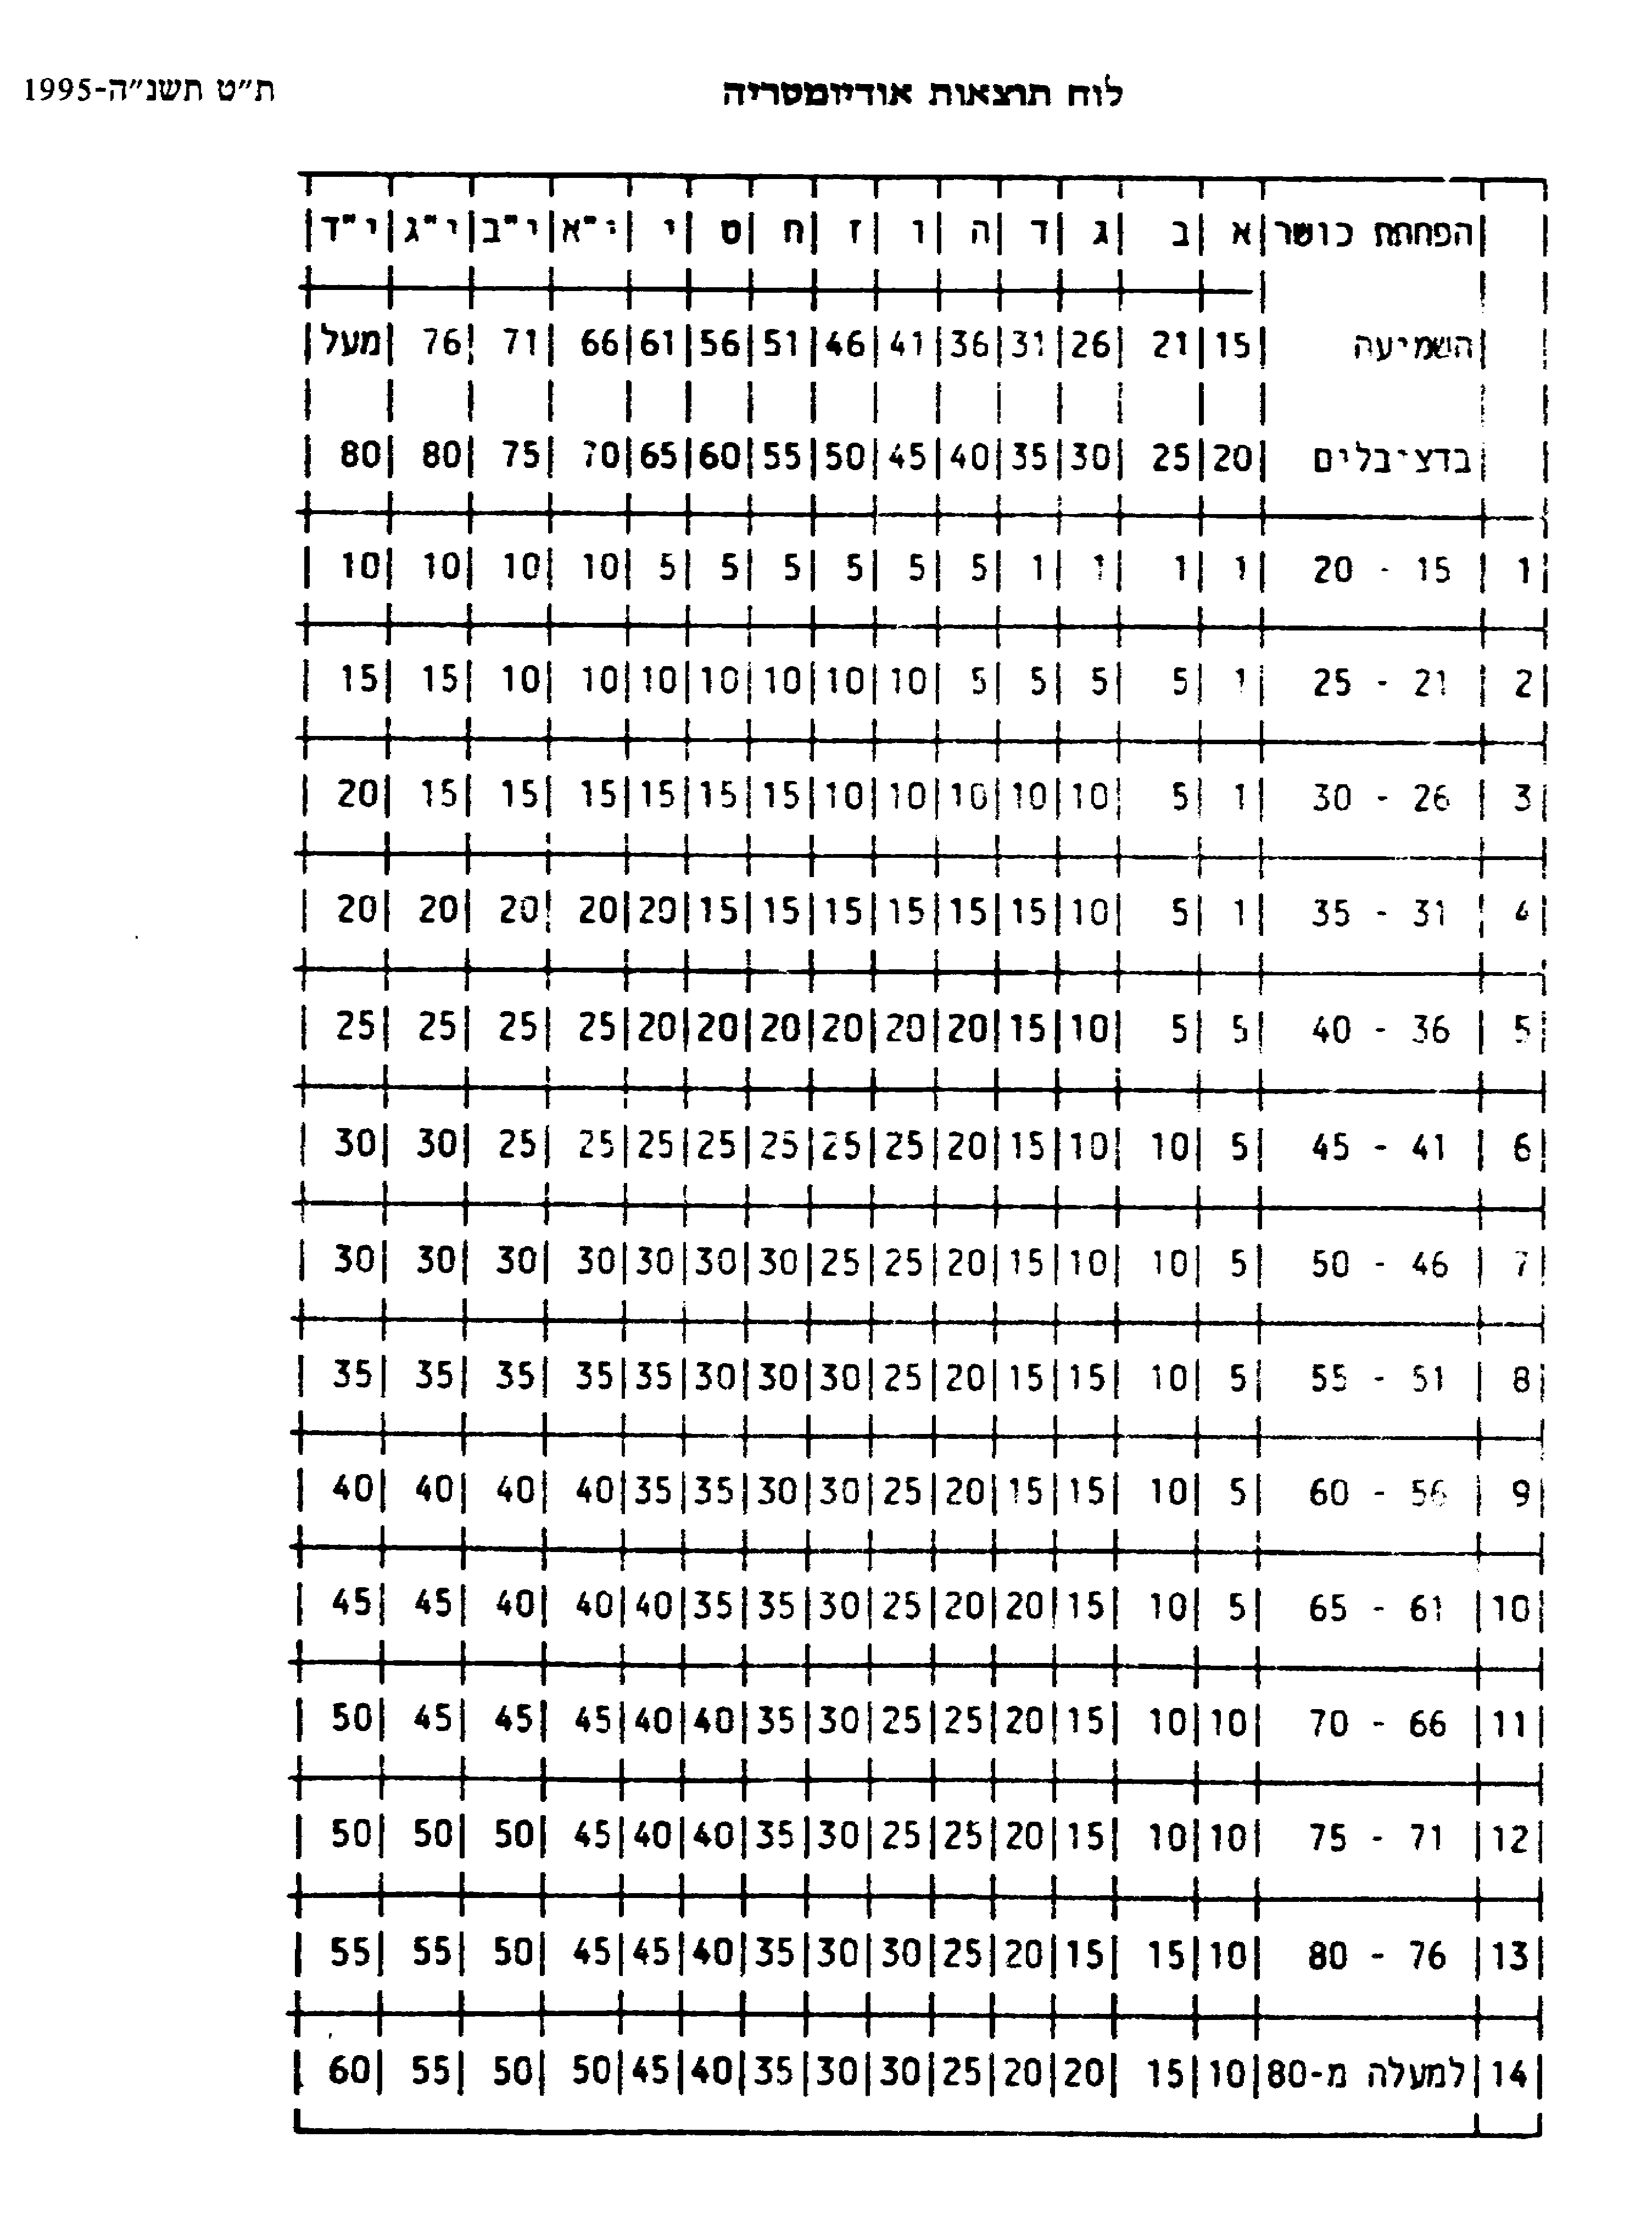 לוח תוצאות אודיומטריה ת"ט תשנ"ה-1995
הפחתת כושר א ב ג ד ה ו ז ח ט י י"א י"ב י"ג י"ד
השמיעה 15 21 26 31 36 41 46 51 56 61 66 71 76 מעל
בדציבלים 20 25 30 35 40 45 50 55 60 65 70 75 80 80
1 15 - 20 1 1 1 1 5 5 5 5 5 5 10 10 10 10
2 21 - 25 1 5 5 5 5 10 10 10 10 10 10 10 15 15
3 26 - 30 1 5 10 10 10 10 10 15 15 15 15 15 15 20
4 31 - 35 1 5 10 15 15 15 15 15 15 20 20 20 20 20
5 36 - 40 5 5 10 15 20 20 20 20 20 20 25 25 25 25
6 41 - 45 5 10 10 15 20 25 25 25 25 25 25 25 30 30
7 46 - 50 5 10 10 15 20 25 25 30 30 30 30 30 30 30
8 51 - 55 5 10 15 15 20 25 30 30 30 35 35 35 35 35
9 56 - 60 5 10 15 15 20 25 30 30 35 35 40 40 40 40
10 61 - 65 5 10 15 20 20 25 30 35 35 40 40 40 45 45
11 66 - 70 10 10 15 20 25 25 30 35 40 40 45 45 45 50
12 71 - 75 10 10 15 20 25 25 30 35 40 40 45 50 50 50
13 76 - 80 10 15 15 20 25 30 30 35 40 45 45 50 55 55
14 למעלה מ-80 10 15 20 20 25 30 30 35 40 45 50 50 55 60